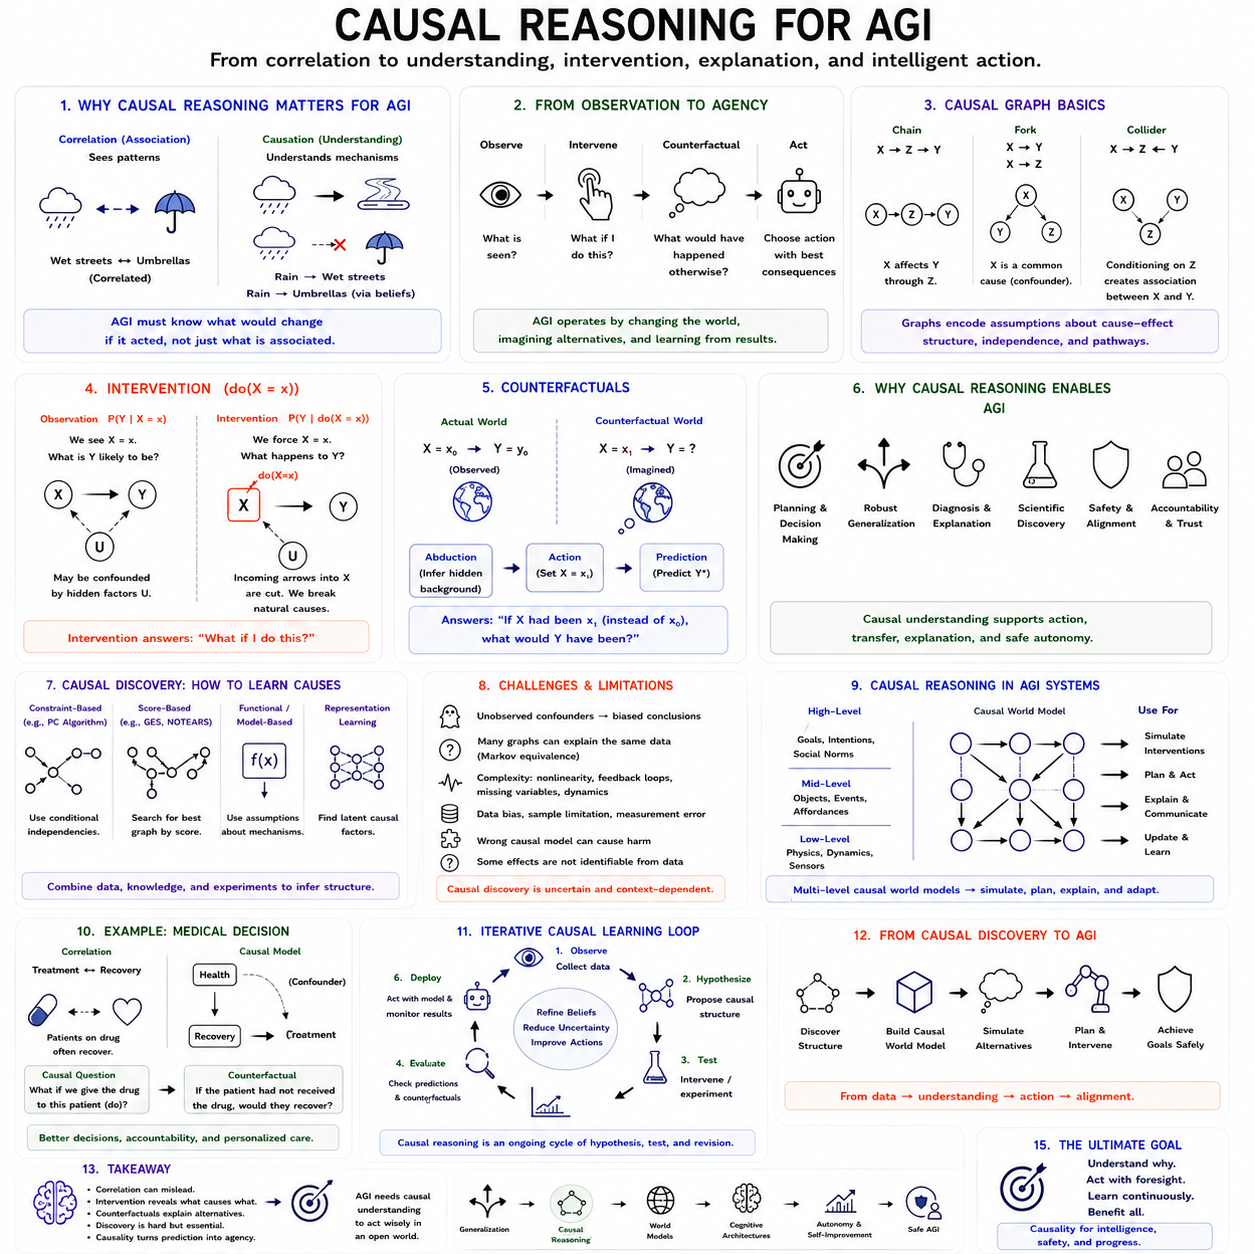 CAUSAL REASONING FOR AGI
From correlation to understanding, intervention, explanation, and intelligent action.
1. WHY CAUSAL REASONING MATTERS FOR AGI
Correlation (Association)
Sees patterns
Wet streets ↔ Umbrellas
(Correlated)
Causation (Understanding)
Understands mechanisms
Rain → Wet streets
Rain → Umbrellas (via beliefs)
AGI must know what would change
if it acted, not just what is associated.
2. FROM OBSERVATION TO AGENCY
Observe
What is
seen?
Intervene
What if I
do this?
Counterfactual
What would have
happened
otherwise?
Act
Choose action
with best
consequences
AGI operates by changing the world,
imagining alternatives, and learning from results.
3. CAUSAL GRAPH BASICS
Chain
X → Z → Y
X Z Y
X affects Y
through Z.
Fork
X → Y
X → Z
X
Y Z
X is a common
cause (confounder).
Collider
X → Z ← Y
X Y
Z
Conditioning on Z
creates association
between X and Y.
Graphs encode assumptions about cause-effect
structure, independence, and pathways.
4. INTERVENTION (do(X = x))
Observation P(Y | X = x)
We see X = x.
What is Y likely to be?
X Y
U
May be confounded
by hidden factors U.
Intervention P(Y | do(X = x))
We force X = x.
What happens to Y?
do(X=x)
X Y
U
Incoming arrows into X
are cut. We break
natural causes.
Intervention answers: "What if I do this?"
5. COUNTERFACTUALS
Actual World
X = x₀ → Y = y₀
(Observed)
Counterfactual World
X = x₁ → Y = ?
(Imagined)
Abduction
(Infer hidden
background)
Action
(Set X = x₁)
Prediction
(Predict Y*)
Answers: "If X had been x₁ (instead of x₀),
what would Y have been?"
6. WHY CAUSAL REASONING ENABLES
AGI
Planning &
Decision
Making
Robust
Generalization
Diagnosis &
Explanation
Scientific
Discovery
Safety &
Alignment
Accountability
& Trust
Causal understanding supports action,
transfer, explanation, and safe autonomy.
7. CAUSAL DISCOVERY: HOW TO LEARN CAUSES
Constraint-Based
(e.g., PC Algorithm)
Use conditional
independencies.
Score-Based
(e.g., GES, NOTEARS)
Search for best
graph by score.
Functional /
Model-Based
f(x)
Use assumptions
about mechanisms.
Representation
Learning
Find latent causal
factors.
Combine data, knowledge, and experiments to infer structure.
8. CHALLENGES & LIMITATIONS
Unobserved confounders → biased conclusions
? Many graphs can explain the same data
(Markov equivalence)
Complexity: nonlinearity, feedback loops,
missing variables, dynamics
Data bias, sample limitation, measurement error
Wrong causal model can cause harm
? Some effects are not identifiable from data
Causal discovery is uncertain and context-dependent.
9. CAUSAL REASONING IN AGI SYSTEMS
High-Level
Goals, Intentions,
Social Norms
Mid-Level
Objects, Events,
Affordances
Low-Level
Physics, Dynamics,
Sensors
Causal World Model
Use For
Simulate
Interventions
Plan & Act
Explain &
Communicate
Update &
Learn
Multi-level causal world models → simulate, plan, explain, and adapt.
10. EXAMPLE: MEDICAL DECISION
Correlation
Treatment ↔ Recovery
Patients on drug
often recover.
Causal Model
Health
(Confounder)
Recovery
Treatment
Causal Question
What if we give the drug
to this patient (do)?
Counterfactual
If the patient had not received
the drug, would they recover?
Better decisions, accountability, and personalized care.
11. ITERATIVE CAUSAL LEARNING LOOP
1. Observe
Collect data
2. Hypothesize
Propose causal
structure
3. Test
Intervene /
experiment
4. Evaluate
Check predictions
& counterfactuals
6. Deploy
Act with model &
monitor results
Refine Beliefs
Reduce Uncertainty
Improve Actions
Causal reasoning is an ongoing cycle of hypothesis, test, and revision.
12. FROM CAUSAL DISCOVERY TO AGI
Discover
Structure
Build Causal
World Model
Simulate
Alternatives
Plan &
Intervene
Achieve
Goals Safely
From data → understanding → action → alignment.
13. TAKEAWAY
• Correlation can mislead.
• Intervention reveals what causes what.
• Counterfactuals explain alternatives.
• Discovery is hard but essential.
• Causality turns prediction into agency.
AGI needs causal
understanding
to act wisely in
an open world.
Generalization
Causal
Reasoning
World
Models
Cognitive
Architectures
Autonomy &
Self-Improvement
Safe AGI
15. THE ULTIMATE GOAL
Understand why.
Act with foresight.
Learn continuously.
Benefit all.
Causality for intelligence,
safety, and progress.